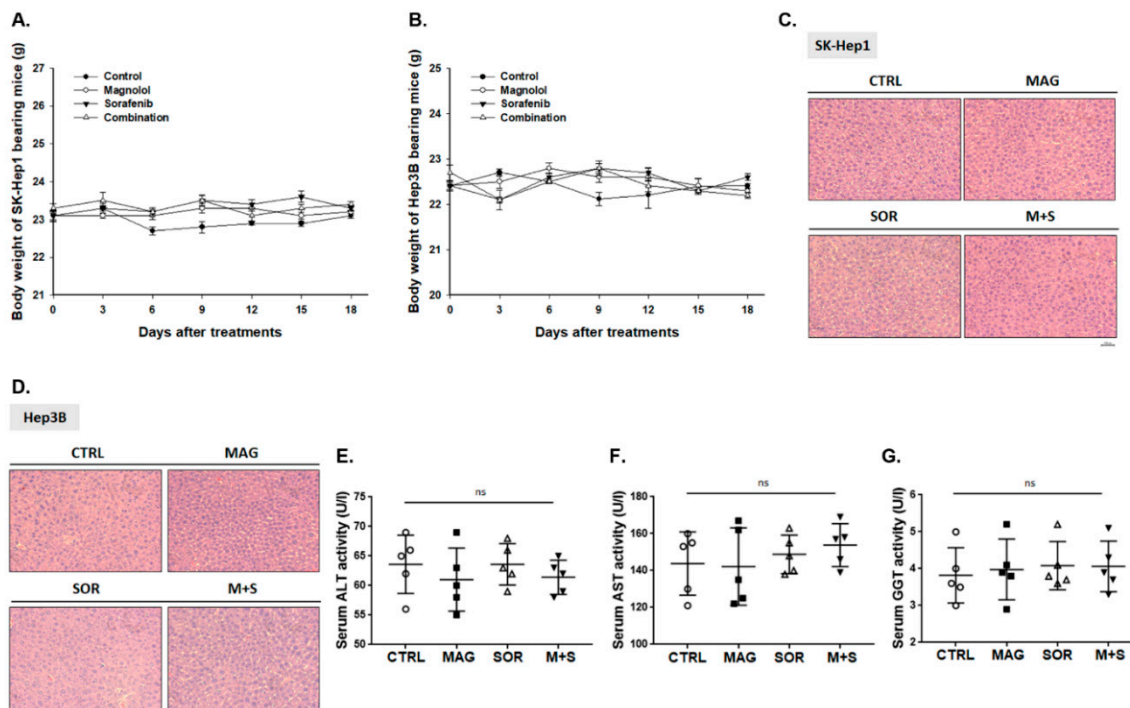 A.
Body weight of SK-Hep1 bearing mice (g)
27
26
25
24
23
22
21
Control
Magnolol
Sorafenib
Combination
0 3 6 9 12 15 18
Days after treatments
B.
Body weight of Hep3B bearing mice (g)
25
24
23
22
21
20
Control
Magnolol
Sorafenib
Combination
0 3 6 9 12 15 18
Days after treatments
C.
SK-Hep1
CTRL MAG
SOR M+S
D.
Hep3B
CTRL MAG
SOR M+S
E.
Serum ALT activity (U/l)
75
70
65
60
55
50
ns
CTRL MAG SOR M+S
F.
Serum AST activity (U/l)
200
180
160
140
120
100
ns
CTRL MAG SOR M+S
G.
Serum GGT activity (U/l)
6
5
4
3
2
ns
CTRL MAG SOR M+S